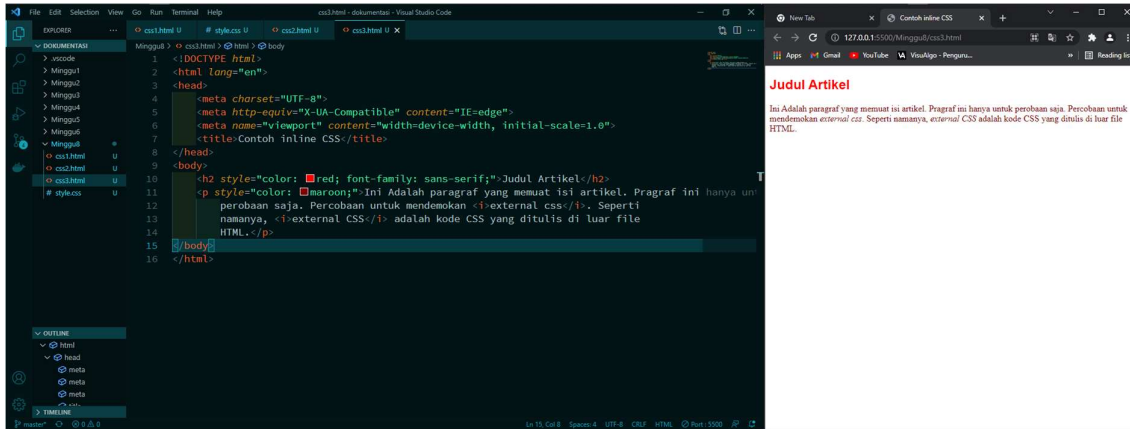 File Edit Selection View Go Run Terminal Help
css3.html - dokumentasi - Visual Studio Code
EXPLORER ...
DOKUMENTASI
> .vscode
> Minggu1
> Minggu2
> Minggu3
> Minggu4
> Minggu5
> Minggu6
Minggu8
css1.html U
css2.html U
css3.html U
# style.css U
OUTLINE
html
head
meta
meta
meta
> TIMELINE
css1.html U # style.css U css2.html U css3.html U X
Minggu8 > css3.html > html > body
1 <!DOCTYPE html>
2 <html lang="en">
3 <head>
4 <meta charset="UTF-8">
5 <meta http-equiv="X-UA-Compatible" content="IE=edge">
6 <meta name="viewport" content="width=device-width, initial-scale=1.0">
7 <title>Contoh inline CSS</title>
8 </head>
9 <body>
10 <h2 style="color: red; font-family: sans-serif;">Judul Artikel</h2>
11 <p style="color: maroon;">Ini Adalah paragraf yang memuat isi artikel. Pragraf ini hanya un
12 perobaan saja. Percobaan untuk mendemokan <i>external css</i>. Seperti
13 namanya, <i>external CSS</i> adalah kode CSS yang ditulis di luar file
14 HTML.</p>
15 </body>
16 </html>
master* 0 0
Ln 15, Col 8 Spaces: 4 UTF-8 CRLF HTML Port : 5500
New Tab Contoh inline CSS
127.0.0.1:5500/Minggu8/css3.html
Apps Gmail YouTube VisuAlgo - Penguru... » Reading lis
Judul Artikel
Ini Adalah paragraf yang memuat isi artikel. Pragraf ini hanya untuk perobaan saja. Percobaan untuk
mendemokan external css. Seperti namanya, external CSS adalah kode CSS yang ditulis di luar file
HTML.